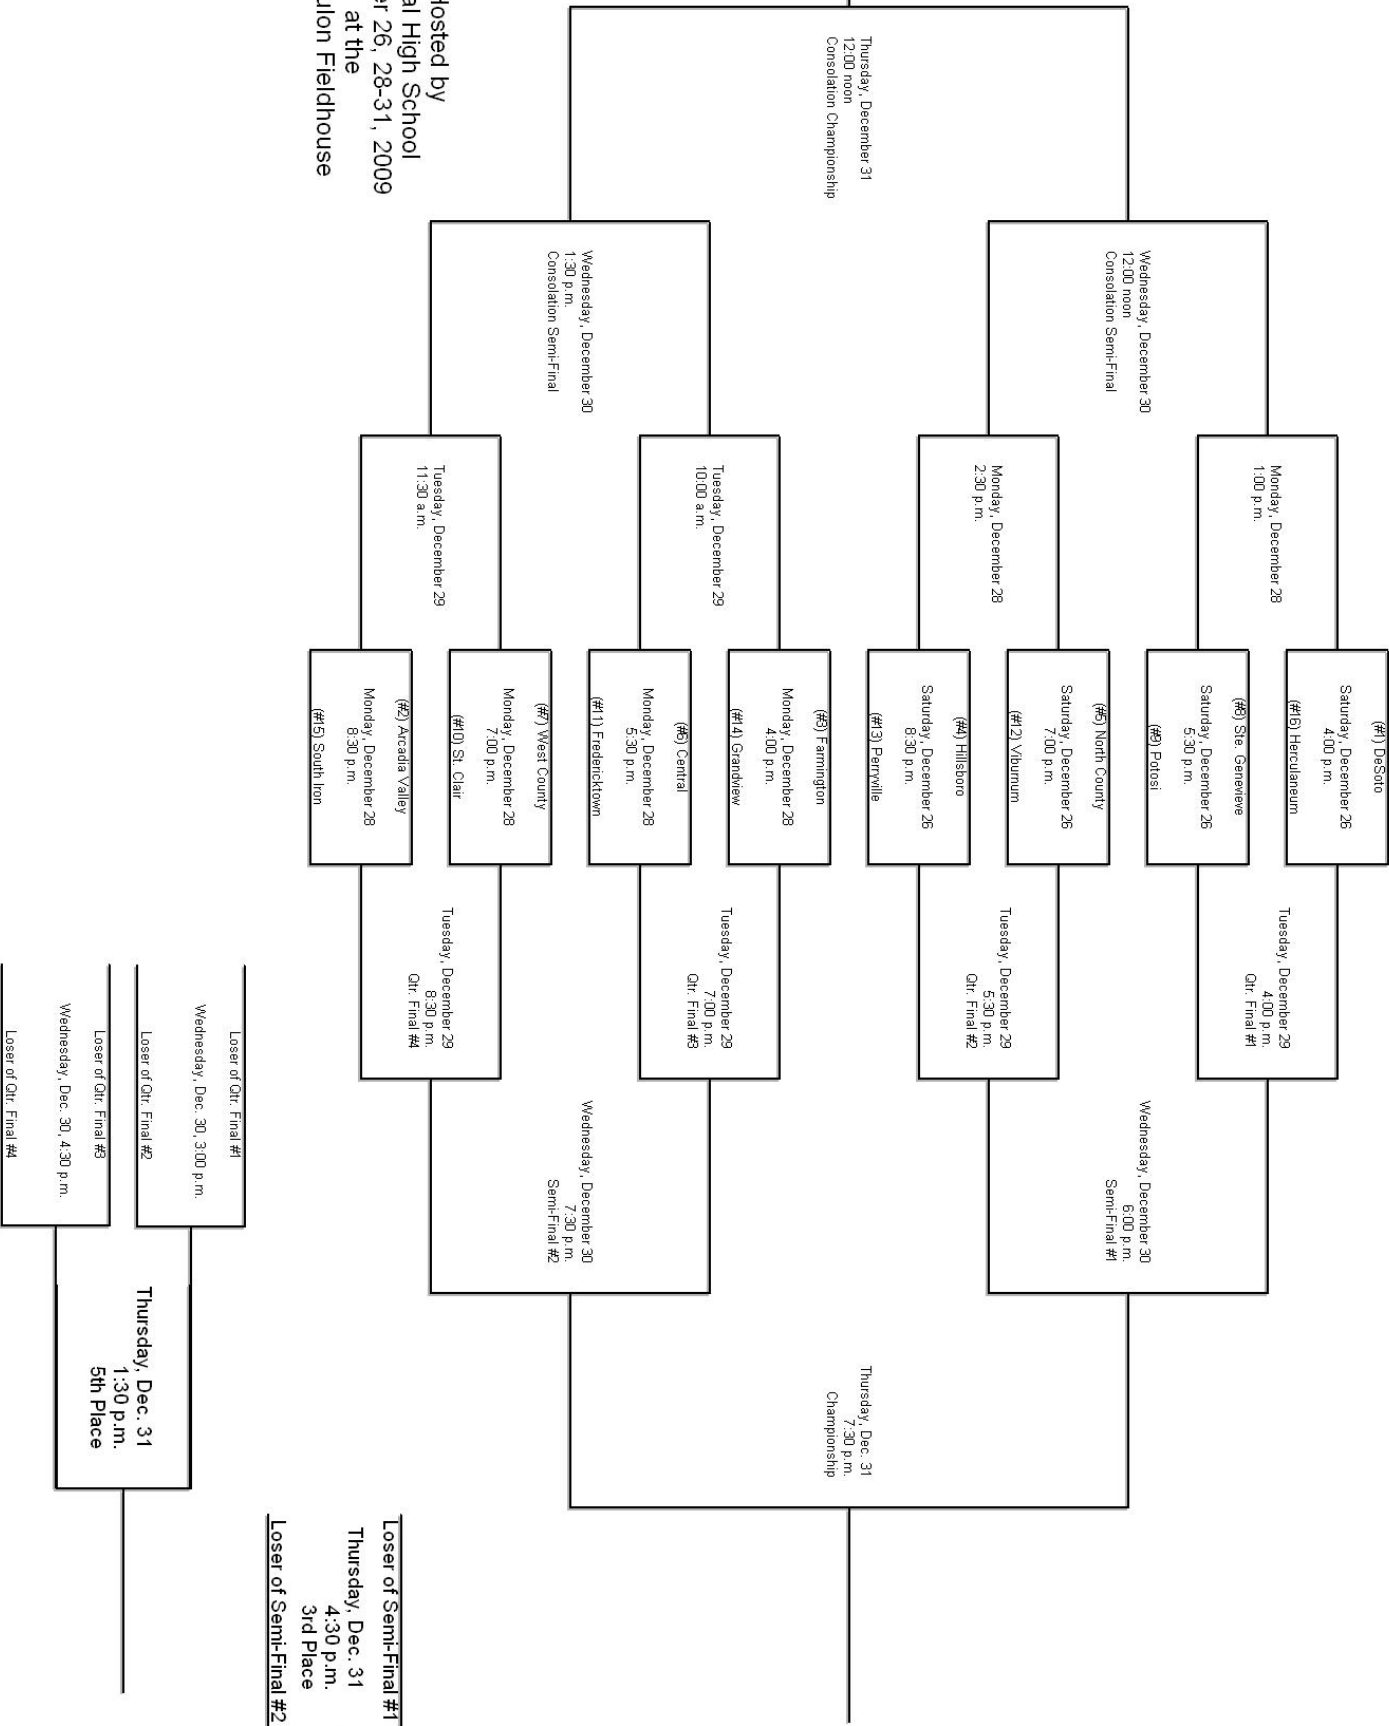 Hosted by
High School
26, 28-31, 2009
at the
Fieldhouse
Thursday, December 31
12:00 noon
Consolation Championship
Wednesday, December 30
12:00 noon
Consolation Semi-Final
Wednesday, December 30
1:30 p.m.
Consolation Semi-Final
Monday, December 28
1:00 p.m.
Monday, December 28
2:30 p.m.
Tuesday, December 29
10:00 a.m.
Tuesday, December 29
11:30 a.m.
(#1) DeSoto
Saturday, December 26
4:00 p.m.
(#16) Herculaneum
(#8) Ste. Genevieve
Saturday, December 26
5:30 p.m.
(#9) Potosi
(#5) North County
Saturday, December 26
7:00 p.m.
(#12) Viburnum
(#4) Hillsboro
Saturday, December 26
8:30 p.m.
(#13) Perryville
(#3) Farmington
Monday, December 28
4:00 p.m.
(#14) Grandview
(#6) Central
Monday, December 28
5:30 p.m.
(#11) Fredericktown
(#7) West County
Monday, December 28
7:00 p.m.
(#10) St. Clair
(#2) Arcadia Valley
Monday, December 28
8:30 p.m.
(#15) South Iron
Tuesday, December 29
4:00 p.m.
Qtr. Final #1
Tuesday, December 29
5:30 p.m.
Qtr. Final #2
Tuesday, December 29
7:00 p.m.
Qtr. Final #3
Tuesday, December 29
8:30 p.m.
Qtr. Final #4
Wednesday, December 30
6:00 p.m.
Semi-Final #1
Wednesday, December 30
7:30 p.m.
Semi-Final #2
Thursday, Dec. 31
7:30 p.m.
Championship
Loser of Qtr. Final #1
Wednesday, Dec. 30, 3:00 p.m.
Loser of Qtr. Final #2
Loser of Qtr. Final #3
Wednesday, Dec. 30, 4:30 p.m.
Loser of Qtr. Final #4
Thursday, Dec. 31
1:30 p.m.
5th Place
Loser of Semi-Final #1
Thursday, Dec. 31
4:30 p.m.
3rd Place
Loser of Semi-Final #2